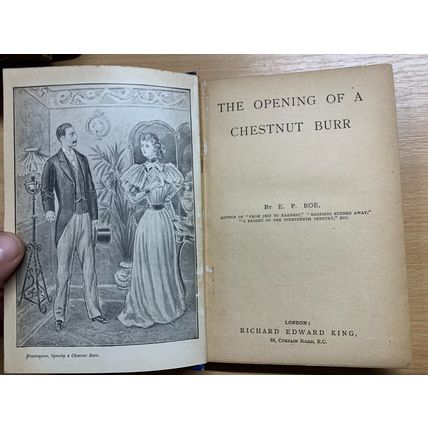 THE OPENING OF A
CHESTNUT BURR
BY E. P. ROE,
AUTHOR OF "FROM JEST TO EARNEST," "BARRIERS BURNED AWAY,"
"A KNIGHT OF THE NINETEENTH CENTURY," ETC.
LONDON:
RICHARD EDWARD KING,
88, CURTAIN ROAD, E.C.
Frontispiece, Opening a Chestnut Burr.